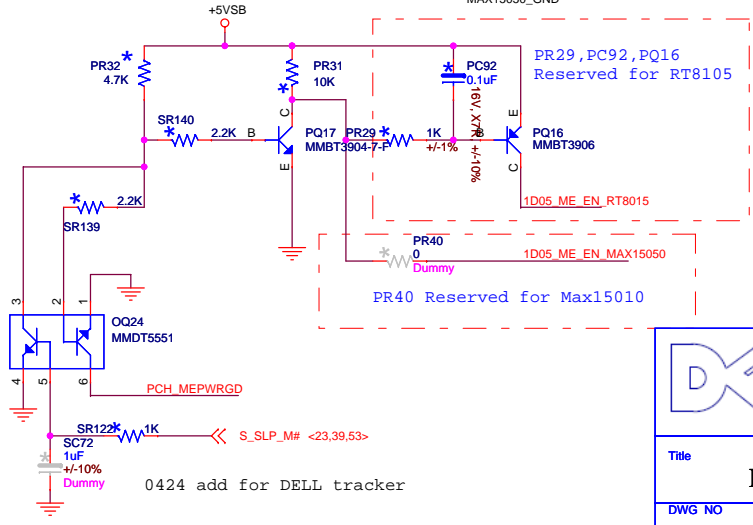 MAX15050_GND
+5VSB
PR32
4.7K
PR31
10K
PC92
0.1uF
16V, X7R, +/-10%
PR29,PC92,PQ16
Reserved for RT8105
SR140
2.2K
B
C
E
PQ17
MMBT3904-7-F
PR29
1K
+/-1%
B
E
C
PQ16
MMBT3906
1D05_ME_EN_RT8015
SR139
2.2K
PR40
0
Dummy
1D05_ME_EN_MAX15050
PR40 Reserved for Max15010
3
2
1
OQ24
MMDT5551
4
5
6
PCH_MEPWRGD
SR122
1K
S_SLP_M# <23,39,53>
SC72
1uF
+/-10%
Dummy
0424 add for DELL tracker
Title
DWG NO